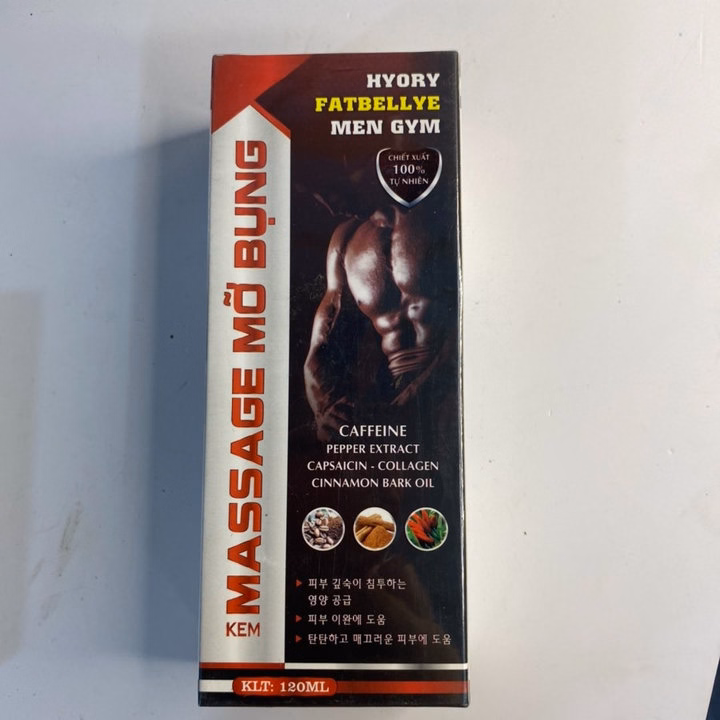 HYORY
FATBELLYE
MEN GYM
CHIẾT XUẤT
100%
TỰ NHIÊN
KEM MASSAGE MỠ BỤNG
CAFFEINE
PEPPER EXTRACT
CAPSAICIN - COLLAGEN
CINNAMON BARK OIL
피부 깊숙이 침투하는
영양 공급
피부 이완에 도움
탄탄하고 매끄러운 피부에 도움
KLT: 120ML